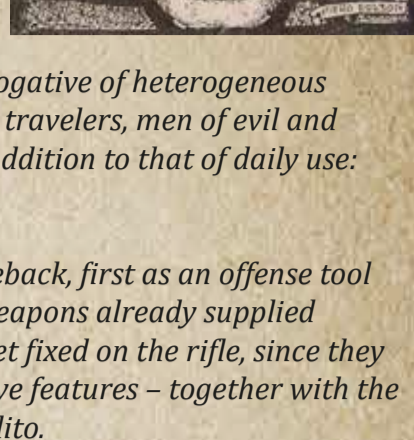 ogative of heterogeneous
travelers, men of evil and
ddition to that of daily use:
eback, first as an offense tool
eapons already supplied
et fixed on the rifle, since they
ve features – together with the
lito.